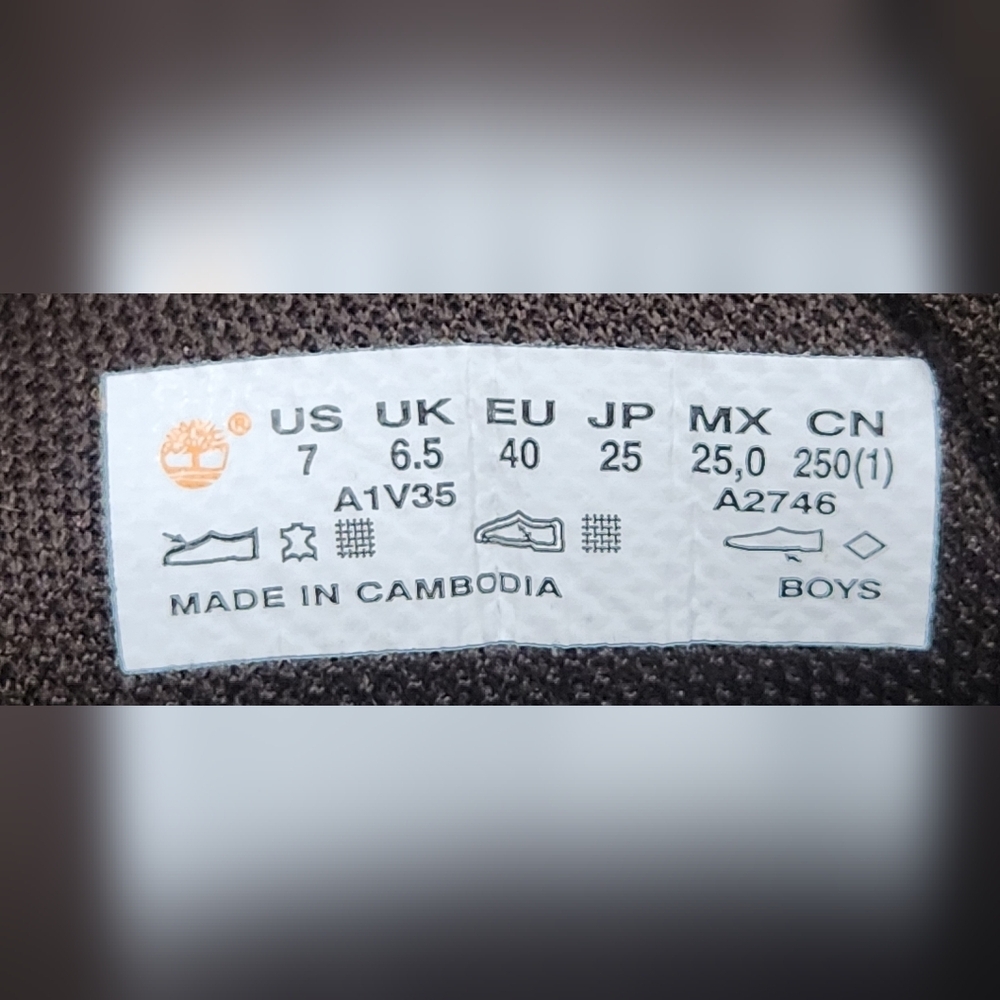 ® US UK EU JP MX CN
7 6.5 40 25 25,0 250(1)
A1V35 A2746
MADE IN CAMBODIA BOYS